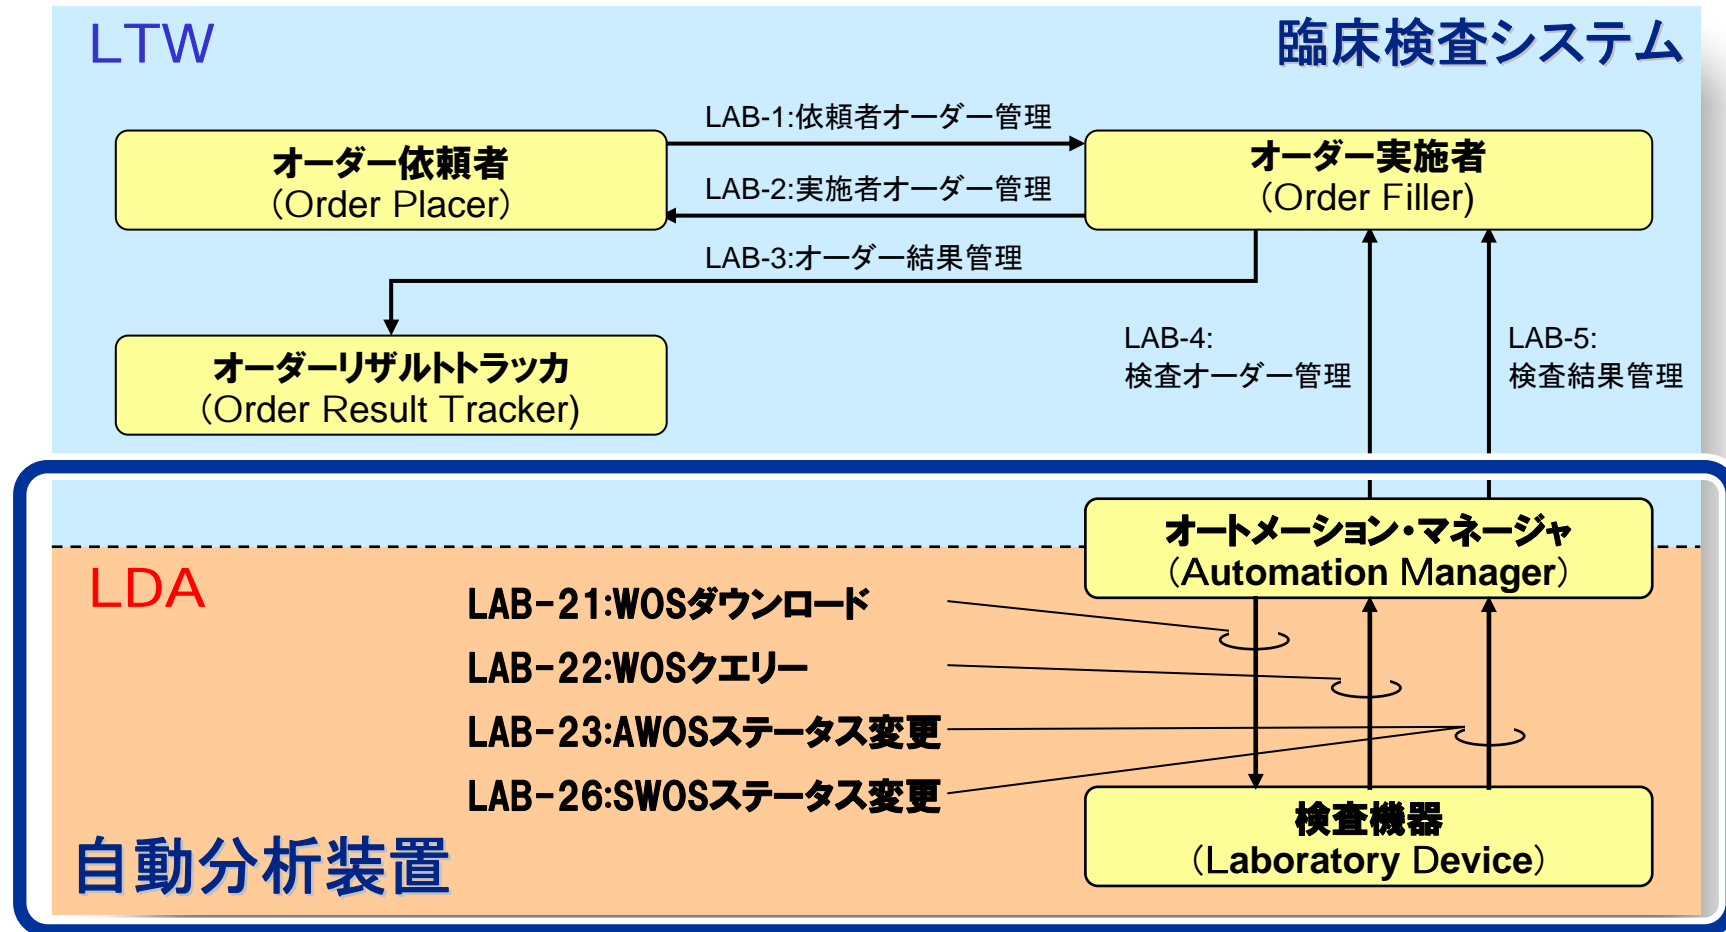 LTW
臨床検査システム
LAB-1:依頼者オーダー管理
オーダー依頼者
（Order Placer）
オーダー実施者
（Order Filler)
LAB-2:実施者オーダー管理
LAB-3:オーダー結果管理
オーダーリザルトトラッカ
（Order Result Tracker)
LAB-4:
検査オーダー管理
LAB-5:
検査結果管理
オートメーション・マネージャ
（Automation Manager）
LDA
LAB-21:WOSダウンロード
LAB-22:WOSクエリー
LAB-23:AWOSステータス変更
LAB-26:SWOSステータス変更
検査機器
（Laboratory Device）
自動分析装置